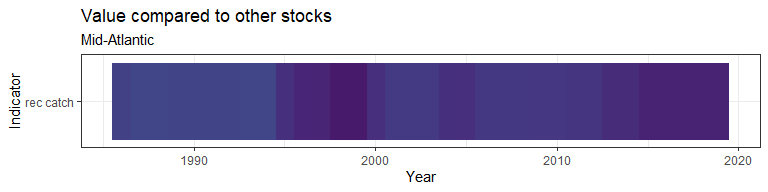 Value compared to other stocks
Mid-Atlantic
Indicator
rec catch
1990 2000 2010 2020
Year